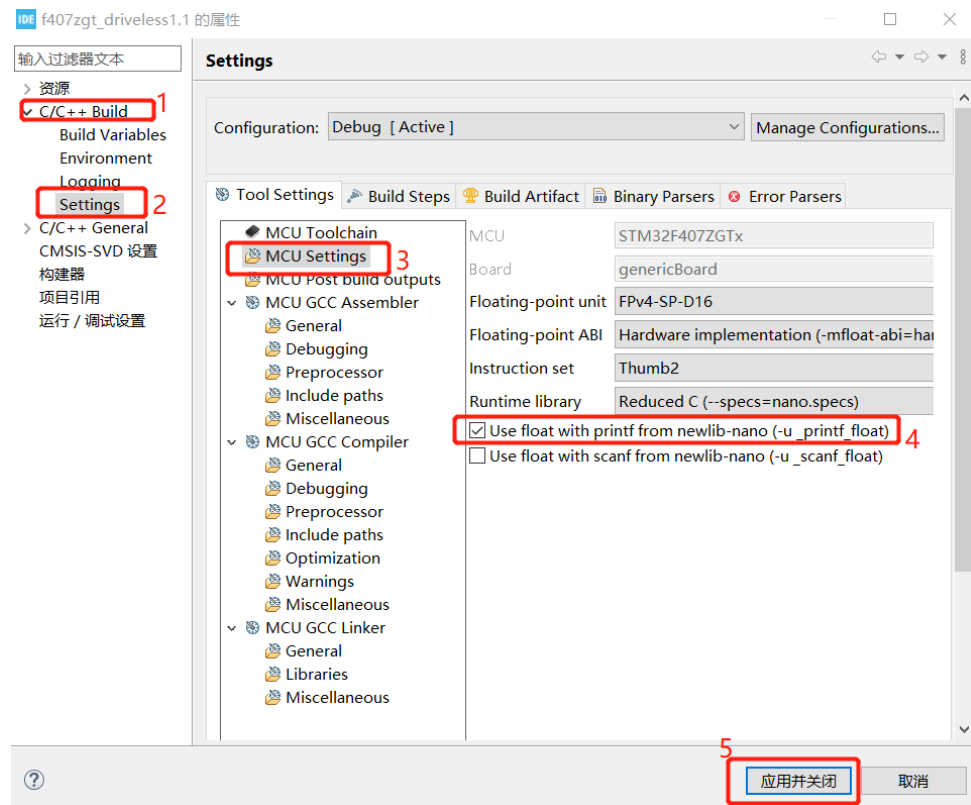 IDE f407zgt_driveless1.1 的属性
输入过滤器文本
Settings
资源
C/C++ Build 1
Build Variables
Environment
Logging
Settings 2
C/C++ General
CMSIS-SVD 设置
构建器
项目引用
运行 / 调试设置
Configuration: Debug [ Active ] Manage Configurations...
Tool Settings Build Steps Build Artifact Binary Parsers Error Parsers
MCU Toolchain
MCU Settings 3
MCU Post build outputs
MCU GCC Assembler
General
Debugging
Preprocessor
Include paths
Miscellaneous
MCU GCC Compiler
General
Debugging
Preprocessor
Include paths
Optimization
Warnings
Miscellaneous
MCU GCC Linker
General
Libraries
Miscellaneous
MCU STM32F407ZGTx
Board genericBoard
Floating-point unit FPv4-SP-D16
Floating-point ABI Hardware implementation (-mfloat-abi=har
Instruction set Thumb2
Runtime library Reduced C (--specs=nano.specs)
Use float with printf from newlib-nano (-u _printf_float) 4
Use float with scanf from newlib-nano (-u _scanf_float)
5
? 应用并关闭 取消